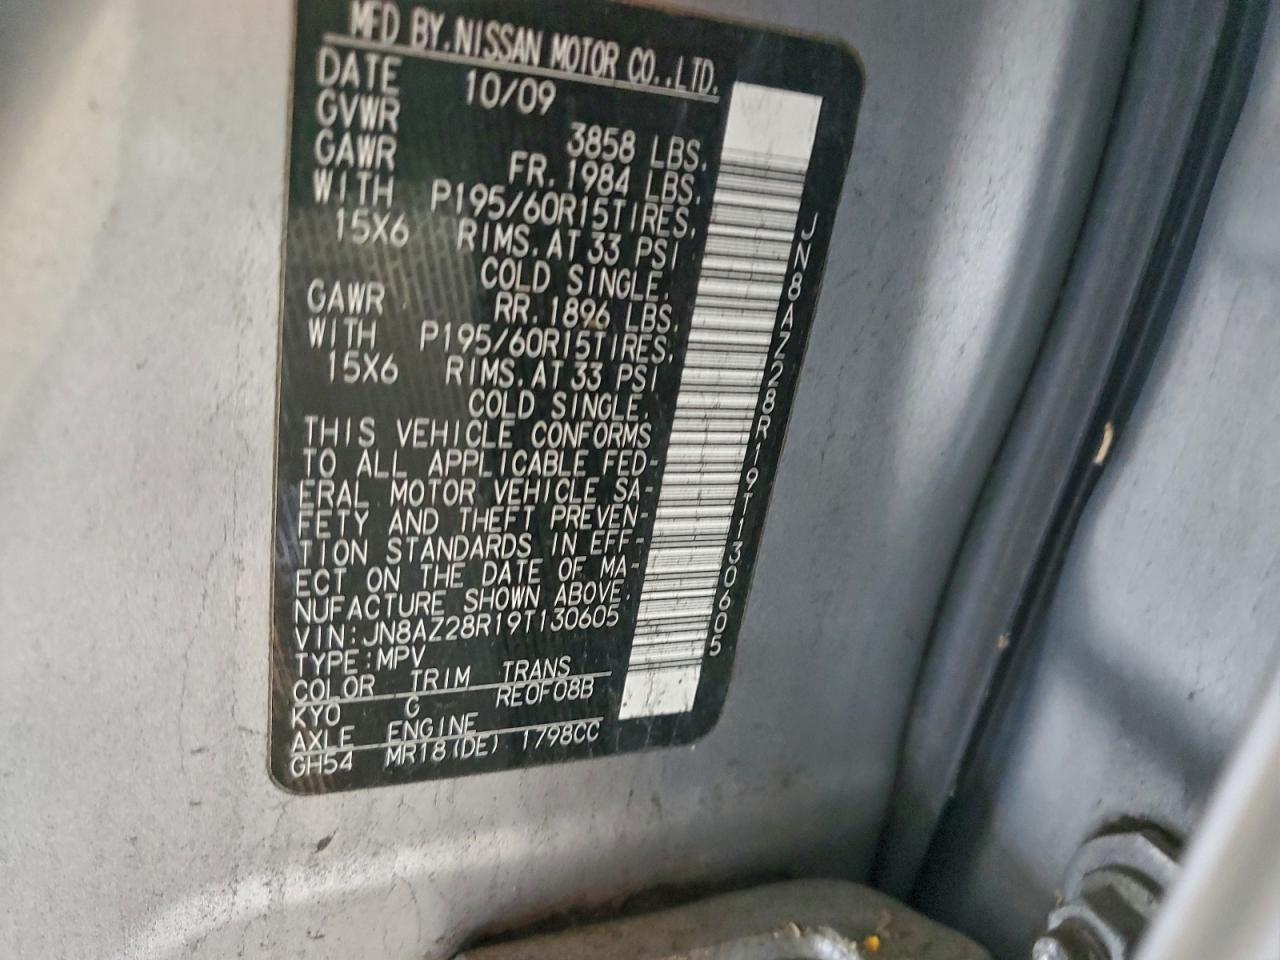 MFD BY.NISSAN MOTOR CO.,LTD.
DATE 10/09
GVWR 3858 LBS.
GAWR FR.1984 LBS.
WITH P195/60R15TIRES,
15X6 RIMS.AT 33 PSI
COLD SINGLE.
GAWR RR.1896 LBS.
WITH P195/60R15TIRES,
15X6 RIMS.AT 33 PSI
COLD SINGLE.
THIS VEHICLE CONFORMS
TO ALL APPLICABLE FED-
ERAL MOTOR VEHICLE SA-
FETY AND THEFT PREVEN-
TION STANDARDS IN EFF-
ECT ON THE DATE OF MA-
NUFACTURE SHOWN ABOVE.
VIN:JN8AZ28R19T130605
TYPE:MPV
COLOR TRIM TRANS
KYO G RE0F08B
AXLE ENGINE
GH54 MR18(DE) 1798CC
JN8AZ28R19T130605